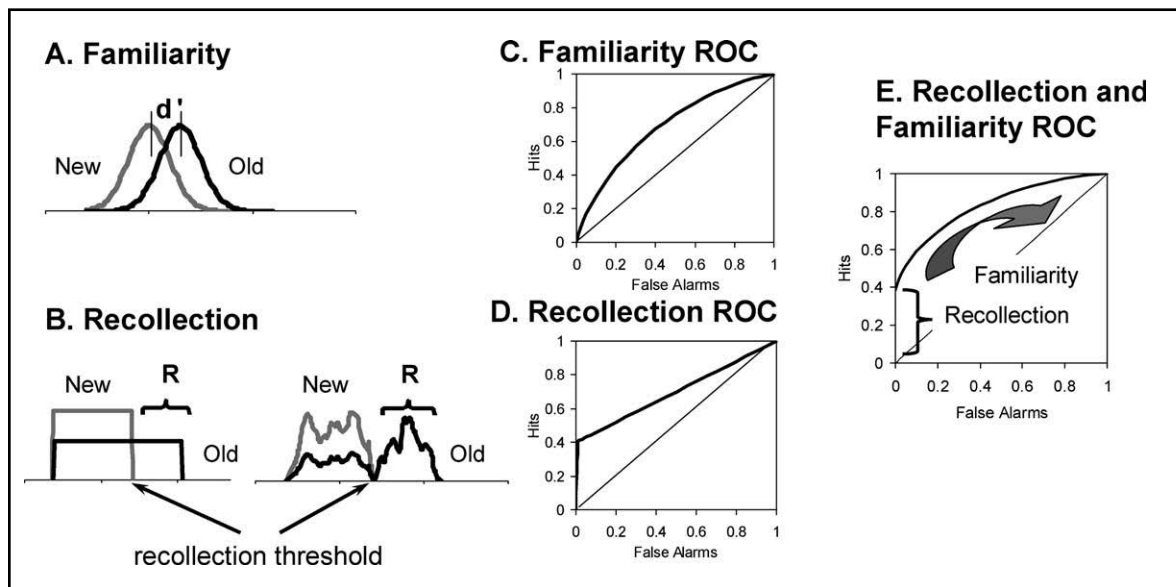 A. Familiarity
d'
New
Old
B. Recollection
New
R
Old
New
R
Old
recollection threshold
C. Familiarity ROC
1
0.8
0.6
0.4
0.2
0
Hits
0 0.2 0.4 0.6 0.8 1
False Alarms
D. Recollection ROC
1
0.8
0.6
0.4
0.2
0
Hits
0 0.2 0.4 0.6 0.8 1
False Alarms
E. Recollection and
Familiarity ROC
1
0.8
0.6
0.4
0.2
0
Hits
Familiarity
Recollection
0 0.2 0.4 0.6 0.8 1
False Alarms